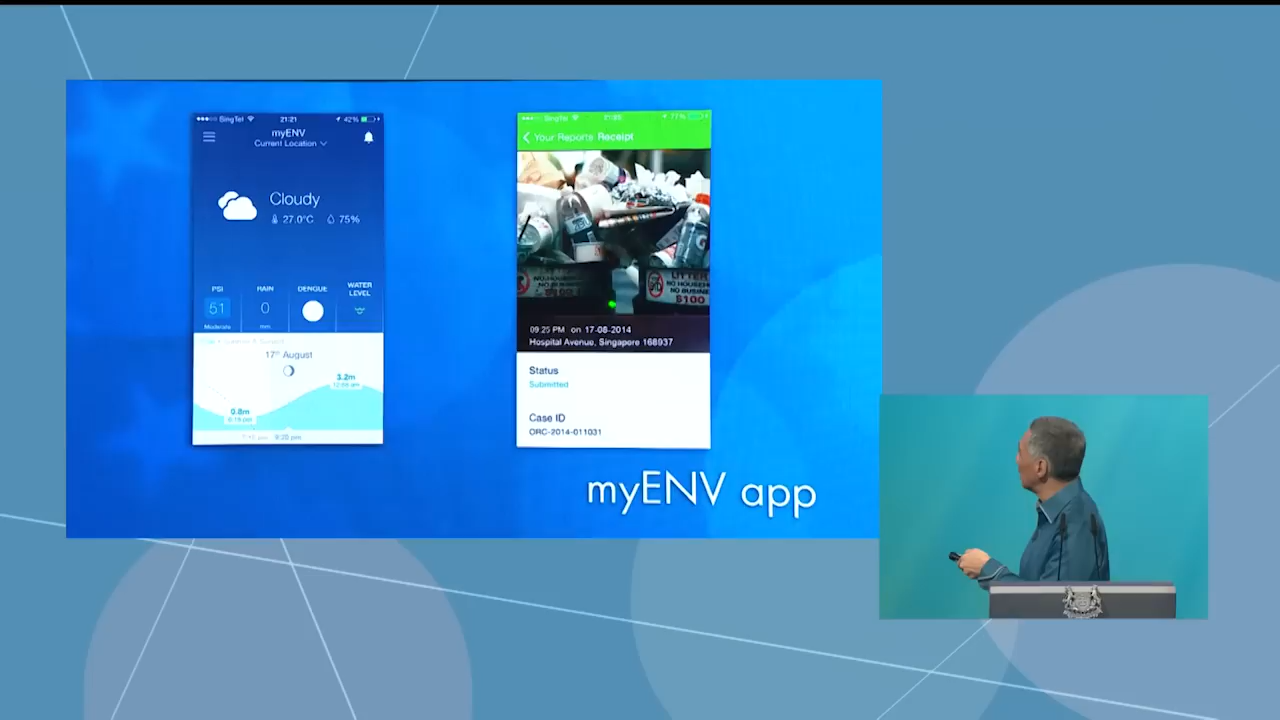 SingTel 21:21 42%
myENV
Current Location
Cloudy
27.0°C 75%
PSI RAIN DENGUE WATER LEVEL
51 0
Moderate mm
17th August
3.2m
0.8m
SingTel 77%
Your Reports Receipt
LITTER
NO BUSINE
$100
09:25 PM on 17-08-2014
Hospital Avenue, Singapore 168937
Status
Submitted
Case ID
ORC-2014-011031
myENV app